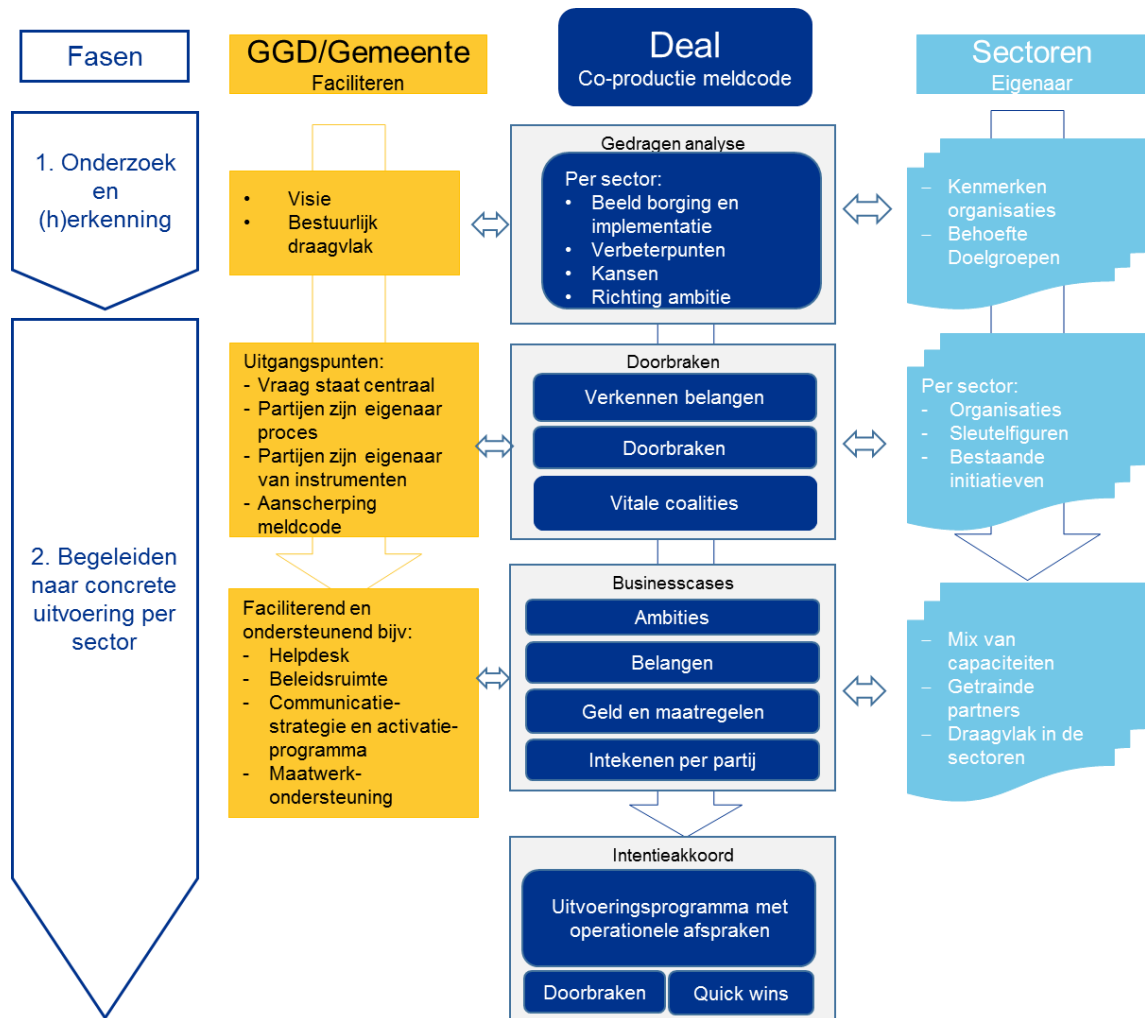 Fasen
GGD/Gemeente
Faciliteren
Deal
Co-productie meldcode
Sectoren
Eigenaar
1. Onderzoek
en
(h)erkenning
• Visie
• Bestuurlijk
draagvlak
Gedragen analyse
Per sector:
• Beeld borging en
implementatie
• Verbeterpunten
• Kansen
• Richting ambitie
– Kenmerken
organisaties
– Behoefte
Doelgroepen
2. Begeleiden
naar concrete
uitvoering per
sector
Uitgangspunten:
- Vraag staat centraal
- Partijen zijn eigenaar
proces
- Partijen zijn eigenaar
van instrumenten
- Aanscherping
meldcode
Doorbraken
Verkennen belangen
Doorbraken
Vitale coalities
Per sector:
- Organisaties
- Sleutelfiguren
- Bestaande
initiatieven
Faciliterend en
ondersteunend bijv:
- Helpdesk
- Beleidsruimte
- Communicatie-
strategie en activatie-
programma
- Maatwerk-
ondersteuning
Businesscases
Ambities
Belangen
Geld en maatregelen
Intekenen per partij
– Mix van
capaciteiten
– Getrainde
partners
– Draagvlak in de
sectoren
Intentieakkoord
Uitvoeringsprogramma met
operationele afspraken
Doorbraken
Quick wins